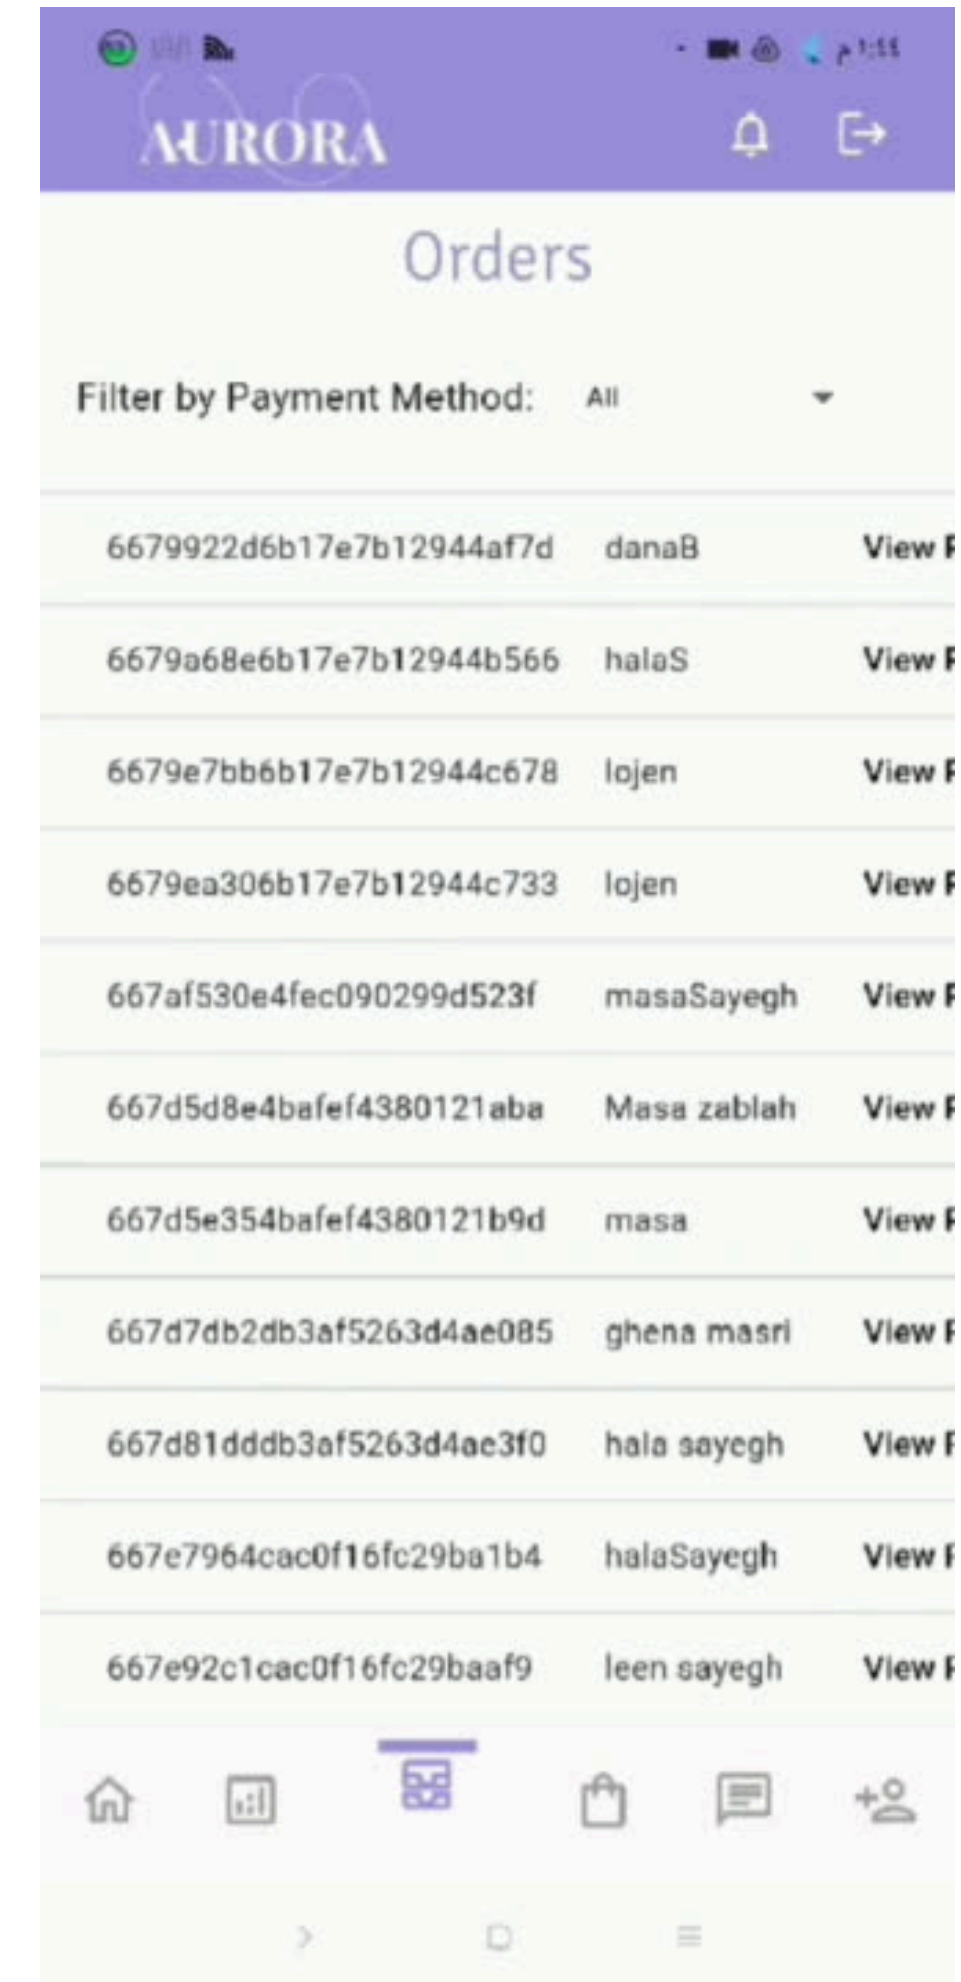 ١:٤٤ م
AURORA
Orders
Filter by Payment Method: All
6679922d6b17e7b12944af7d danaB View P
6679a68e6b17e7b12944b566 halaS View P
6679e7bb6b17e7b12944c678 lojen View P
6679ea306b17e7b12944c733 lojen View P
667af530e4fec090299d523f masaSayegh View P
667d5d8e4bafef4380121aba Masa zablah View P
667d5e354bafef4380121b9d masa View P
667d7db2db3af5263d4ae085 ghena masri View P
667d81dddb3af5263d4ae3f0 hala sayegh View P
667e7964cac0f16fc29ba1b4 halaSayegh View P
667e92c1cac0f16fc29baaf9 leen sayegh View P